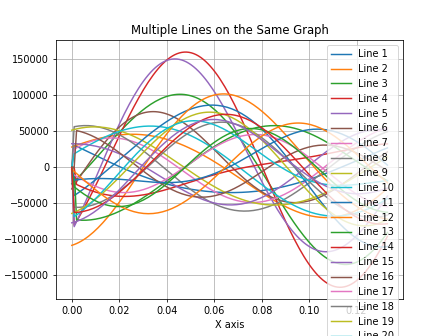 Multiple Lines on the Same Graph
150000
100000
50000
0
−50000
−100000
−150000
0.00
0.02
0.04
0.06
0.08
0.10
X axis
Line 1
Line 2
Line 3
Line 4
Line 5
Line 6
Line 7
Line 8
Line 9
Line 10
Line 11
Line 12
Line 13
Line 14
Line 15
Line 16
Line 17
Line 18
Line 19
Line 20